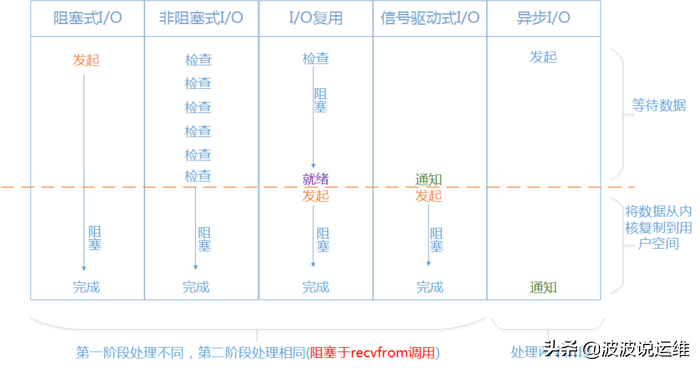 阻塞式I/O 非阻塞式I/O I/O复用 信号驱动式I/O 异步I/O
发起 检查 检查 发起
检查
检查
检查
检查
检查
阻塞
就绪 通知
等待数据
发起 发起
阻塞 阻塞 阻塞 阻塞
完成 完成 完成 完成 通知
将数据从内
核复制到用
户空间
第一阶段处理不同，第二阶段处理相同(阻塞于recvfrom调用)
处理两
头条 @波波说运维